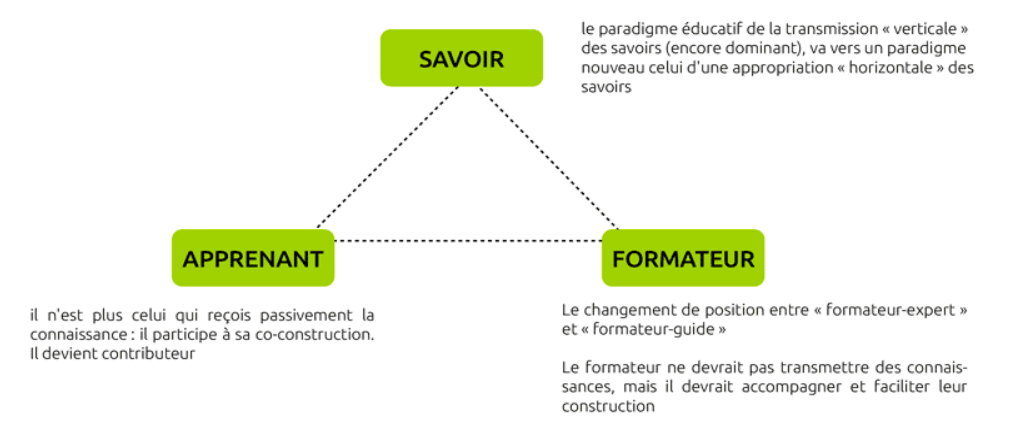 SAVOIR
le paradigme éducatif de la transmission « verticale »
des savoirs (encore dominant), va vers un paradigme
nouveau celui d'une appropriation « horizontale » des
savoirs
APPRENANT
il n'est plus celui qui reçois passivement la
connaissance : il participe à sa co-construction.
Il devient contributeur
FORMATEUR
Le changement de position entre « formateur-expert »
et « formateur-guide »
Le formateur ne devrait pas transmettre des connais-
sances, mais il devrait accompagner et faciliter leur
construction